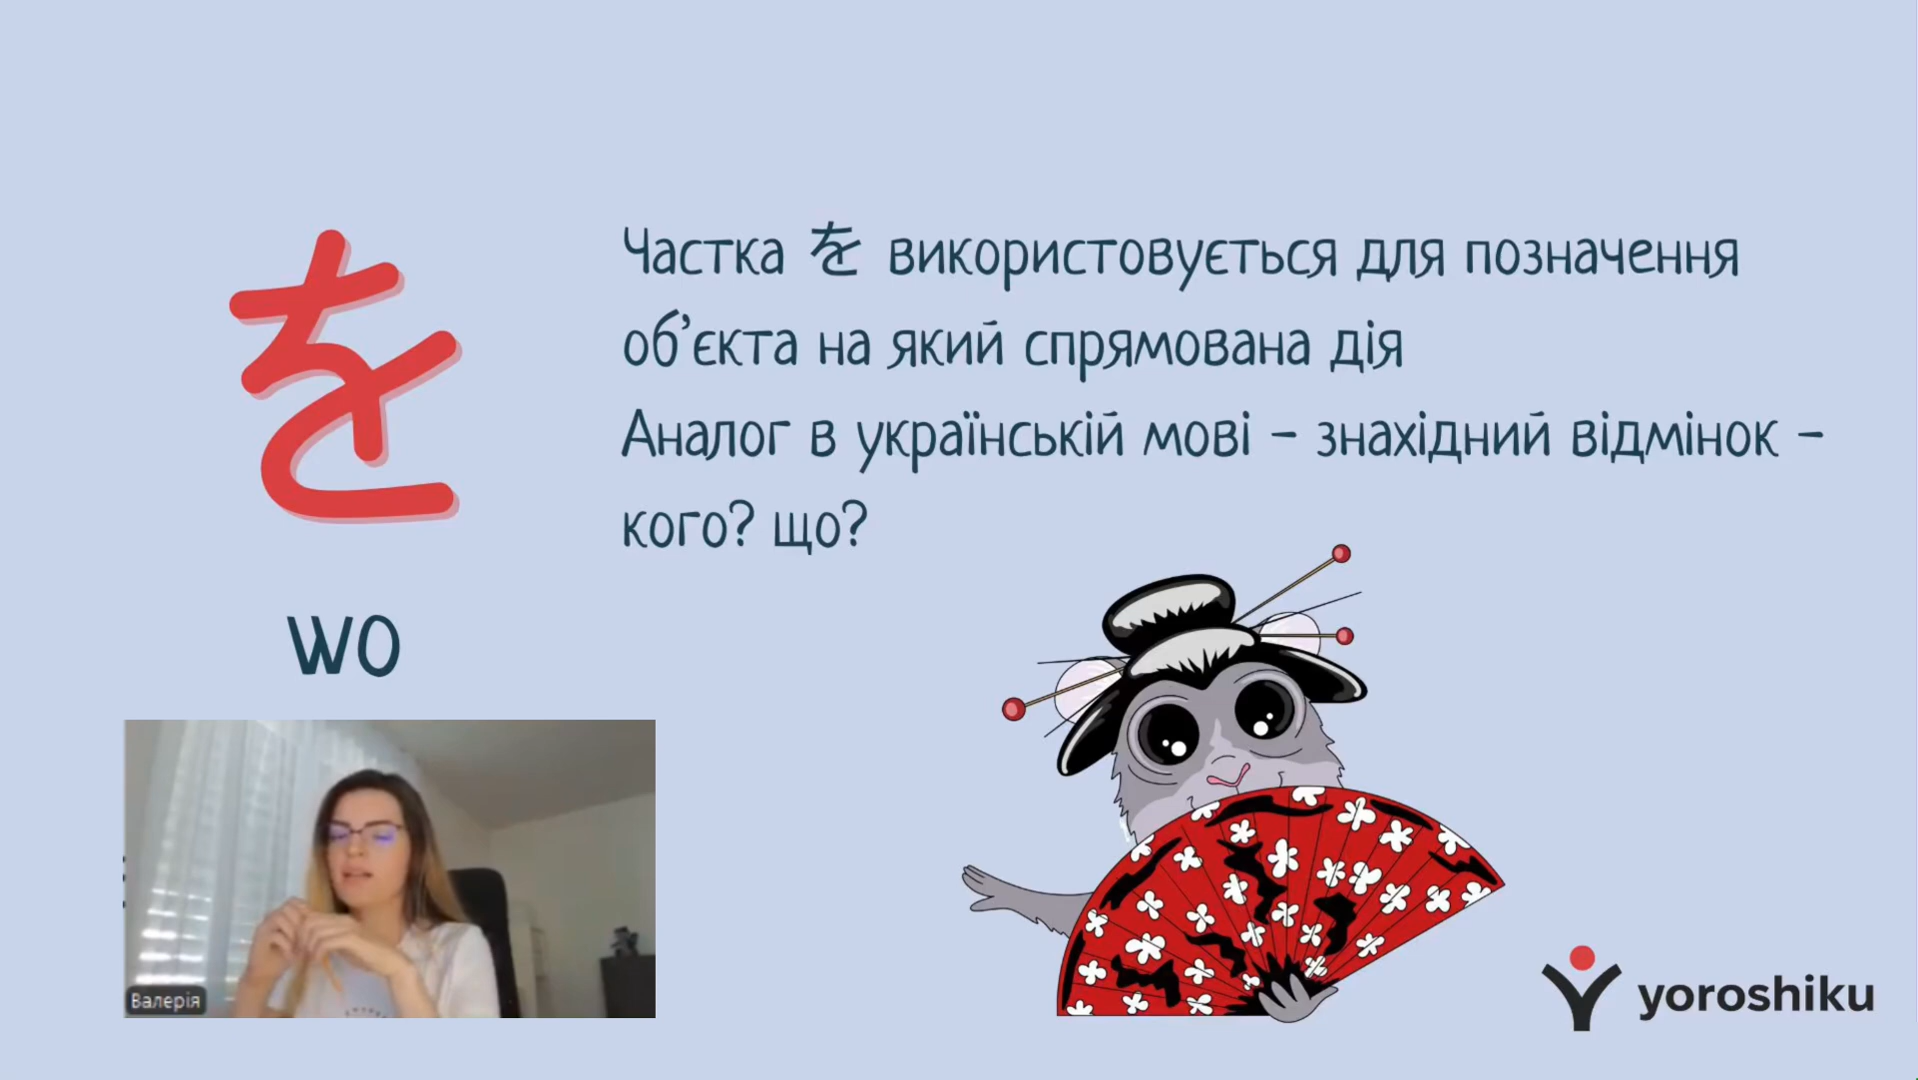 を
wo
Частка を використовується для позначення
об’єкта на який спрямована дія
Аналог в українській мові – знахідний відмінок –
кого? що?
Валерія
yoroshiku